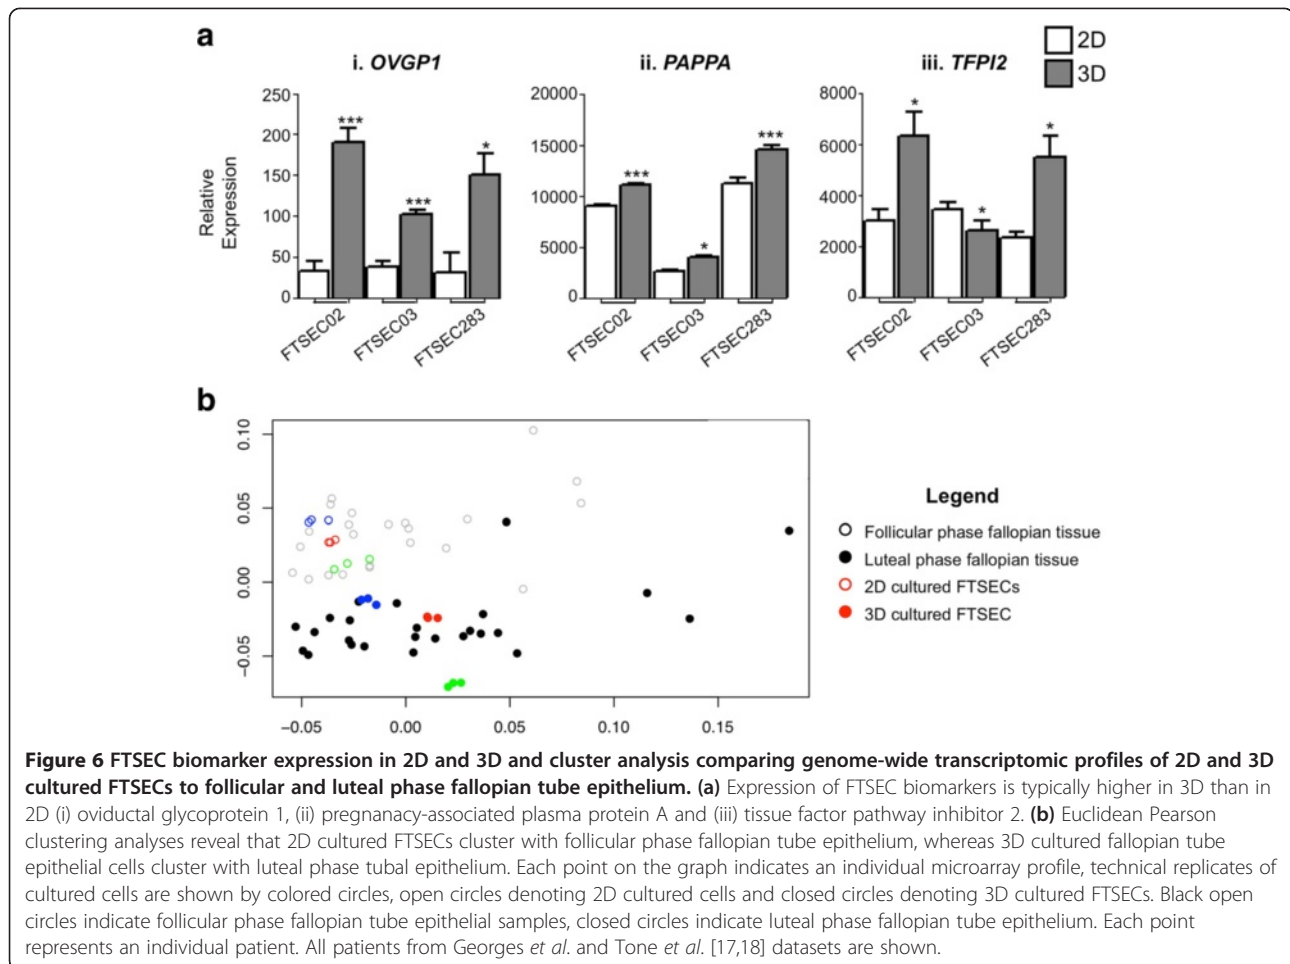 a
i. OVGP1
ii. PAPPA
iii. TFPI2
2D
3D
Relative
Expression
250
200
150
100
50
0
***
***
*
FTSEC02
FTSEC03
FTSEC283
20000
15000
10000
5000
0
***
*
***
FTSEC02
FTSEC03
FTSEC283
8000
6000
4000
2000
0
*
*
*
FTSEC02
FTSEC03
FTSEC283
b
0.10
0.05
0.00
−0.05
−0.05
0.00
0.05
0.10
0.15
Legend
Follicular phase fallopian tissue
Luteal phase fallopian tissue
2D cultured FTSECs
3D cultured FTSEC
Figure 6 FTSEC biomarker expression in 2D and 3D and cluster analysis comparing genome-wide transcriptomic profiles of 2D and 3D
cultured FTSECs to follicular and luteal phase fallopian tube epithelium. (a) Expression of FTSEC biomarkers is typically higher in 3D than in
2D (i) oviductal glycoprotein 1, (ii) pregnancy-associated plasma protein A and (iii) tissue factor pathway inhibitor 2. (b) Euclidean Pearson
clustering analyses reveal that 2D cultured FTSECs cluster with follicular phase fallopian tube epithelium, whereas 3D cultured fallopian tube
epithelial cells cluster with luteal phase tubal epithelium. Each point on the graph indicates an individual microarray profile, technical replicates of
cultured cells are shown by colored circles, open circles denoting 2D cultured cells and closed circles denoting 3D cultured FTSECs. Black open
circles indicate follicular phase fallopian tube epithelial samples, closed circles indicate luteal phase fallopian tube epithelium. Each point
represents an individual patient. All patients from Georges et al. and Tone et al. [17,18] datasets are shown.